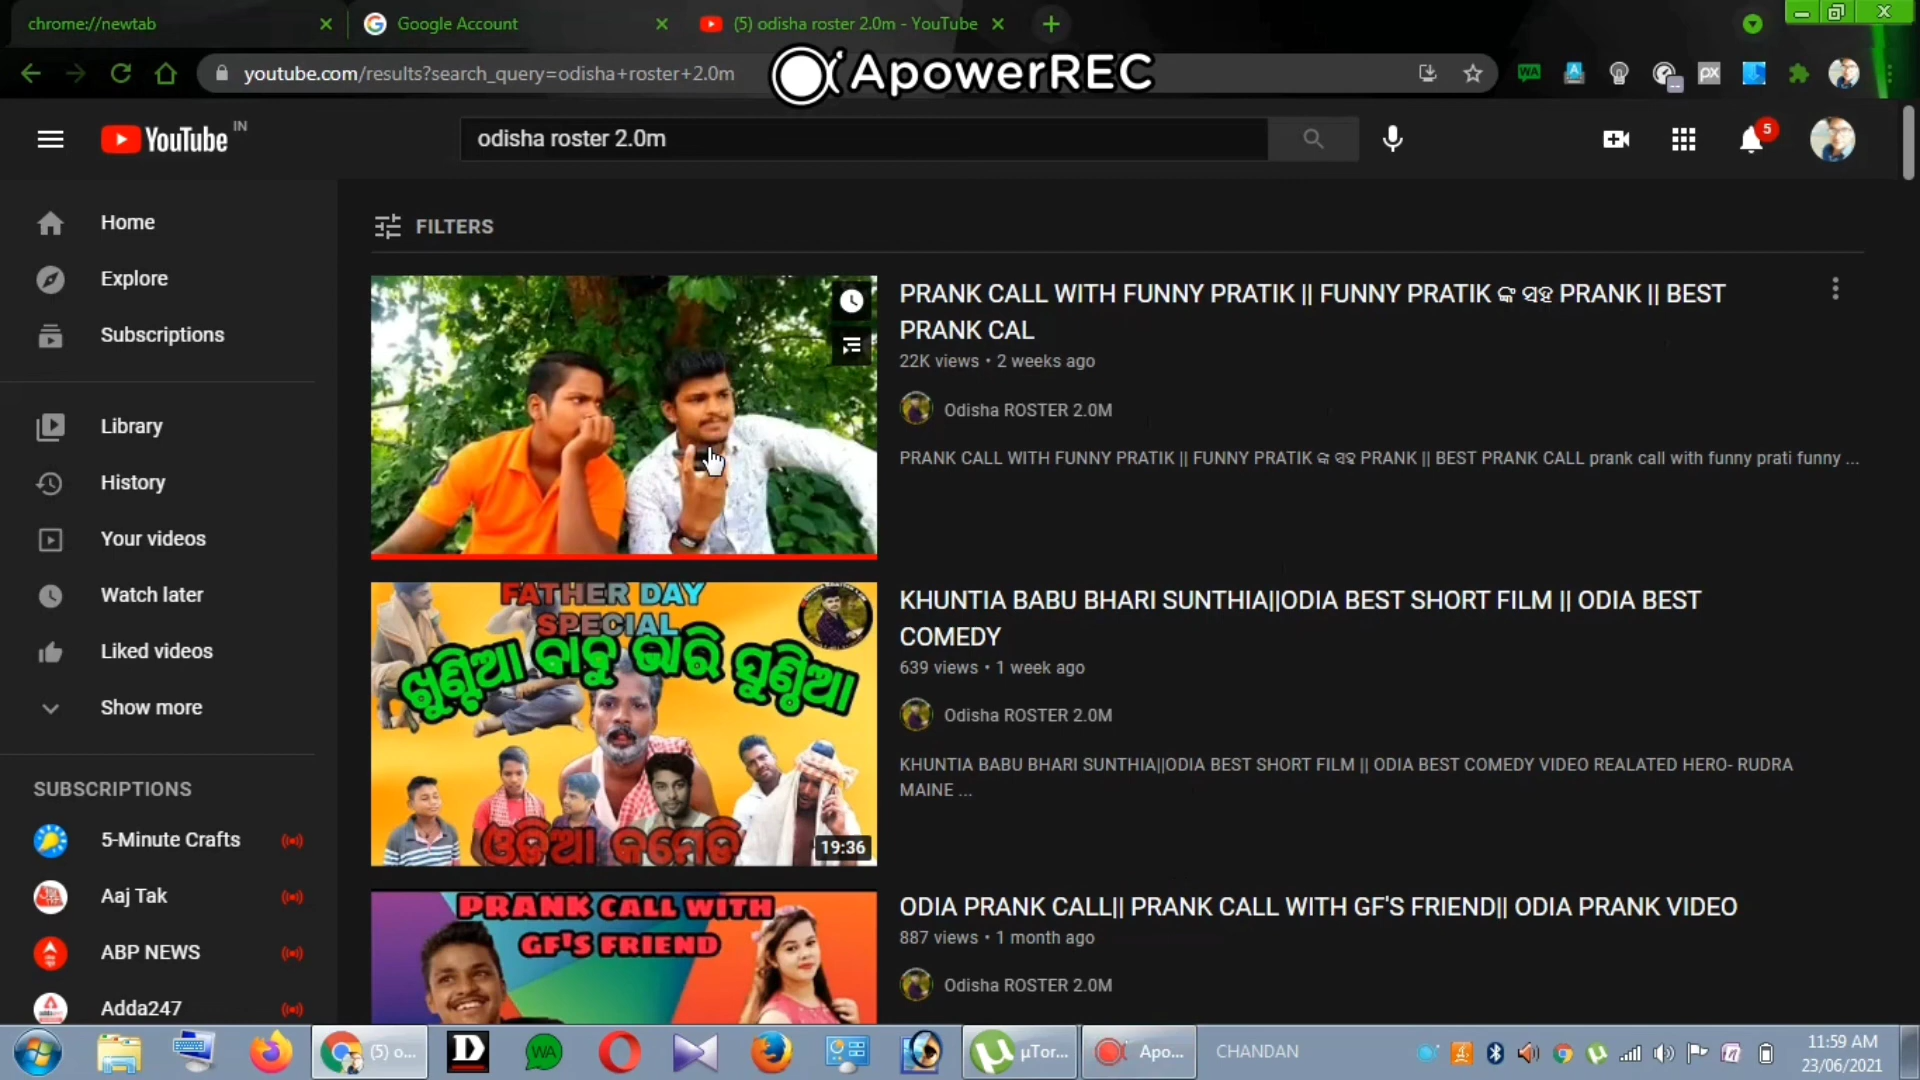 chrome://newtab
Google Account
(5) odisha roster 2.0m - YouTube
youtube.com/results?search_query=odisha+roster+2.0m
ApowerREC
WA
px
YouTube IN
odisha roster 2.0m
5
Home
Explore
Subscriptions
Library
History
Your videos
Watch later
Liked videos
Show more
SUBSCRIPTIONS
5-Minute Crafts
Aaj Tak
ABP NEWS
Adda247
FILTERS
PRANK CALL WITH FUNNY PRATIK || FUNNY PRATIK ଙ୍କ ସହ PRANK || BEST
PRANK CAL
22K views • 2 weeks ago
Odisha ROSTER 2.0M
PRANK CALL WITH FUNNY PRATIK || FUNNY PRATIK ଙ୍କ ସହ PRANK || BEST PRANK CALL prank call with funny prati funny ...
FATHER DAY
SPECIAL
ଖୁଣ୍ଟିଆ ବାବୁ ଭାରି ସୁଣ୍ଠିଆ
ଓଡ଼ିଆ କମେଡି
19:36
KHUNTIA BABU BHARI SUNTHIA||ODIA BEST SHORT FILM || ODIA BEST
COMEDY
639 views • 1 week ago
Odisha ROSTER 2.0M
KHUNTIA BABU BHARI SUNTHIA||ODIA BEST SHORT FILM || ODIA BEST COMEDY VIDEO REALATED HERO- RUDRA
MAINE ...
PRANK CALL WITH
GF'S FRIEND
ODIA PRANK CALL|| PRANK CALL WITH GF'S FRIEND|| ODIA PRANK VIDEO
887 views • 1 month ago
Odisha ROSTER 2.0M
(5) o...
D
WA
µTor...
Apo...
CHANDAN
11:59 AM
23/06/2021